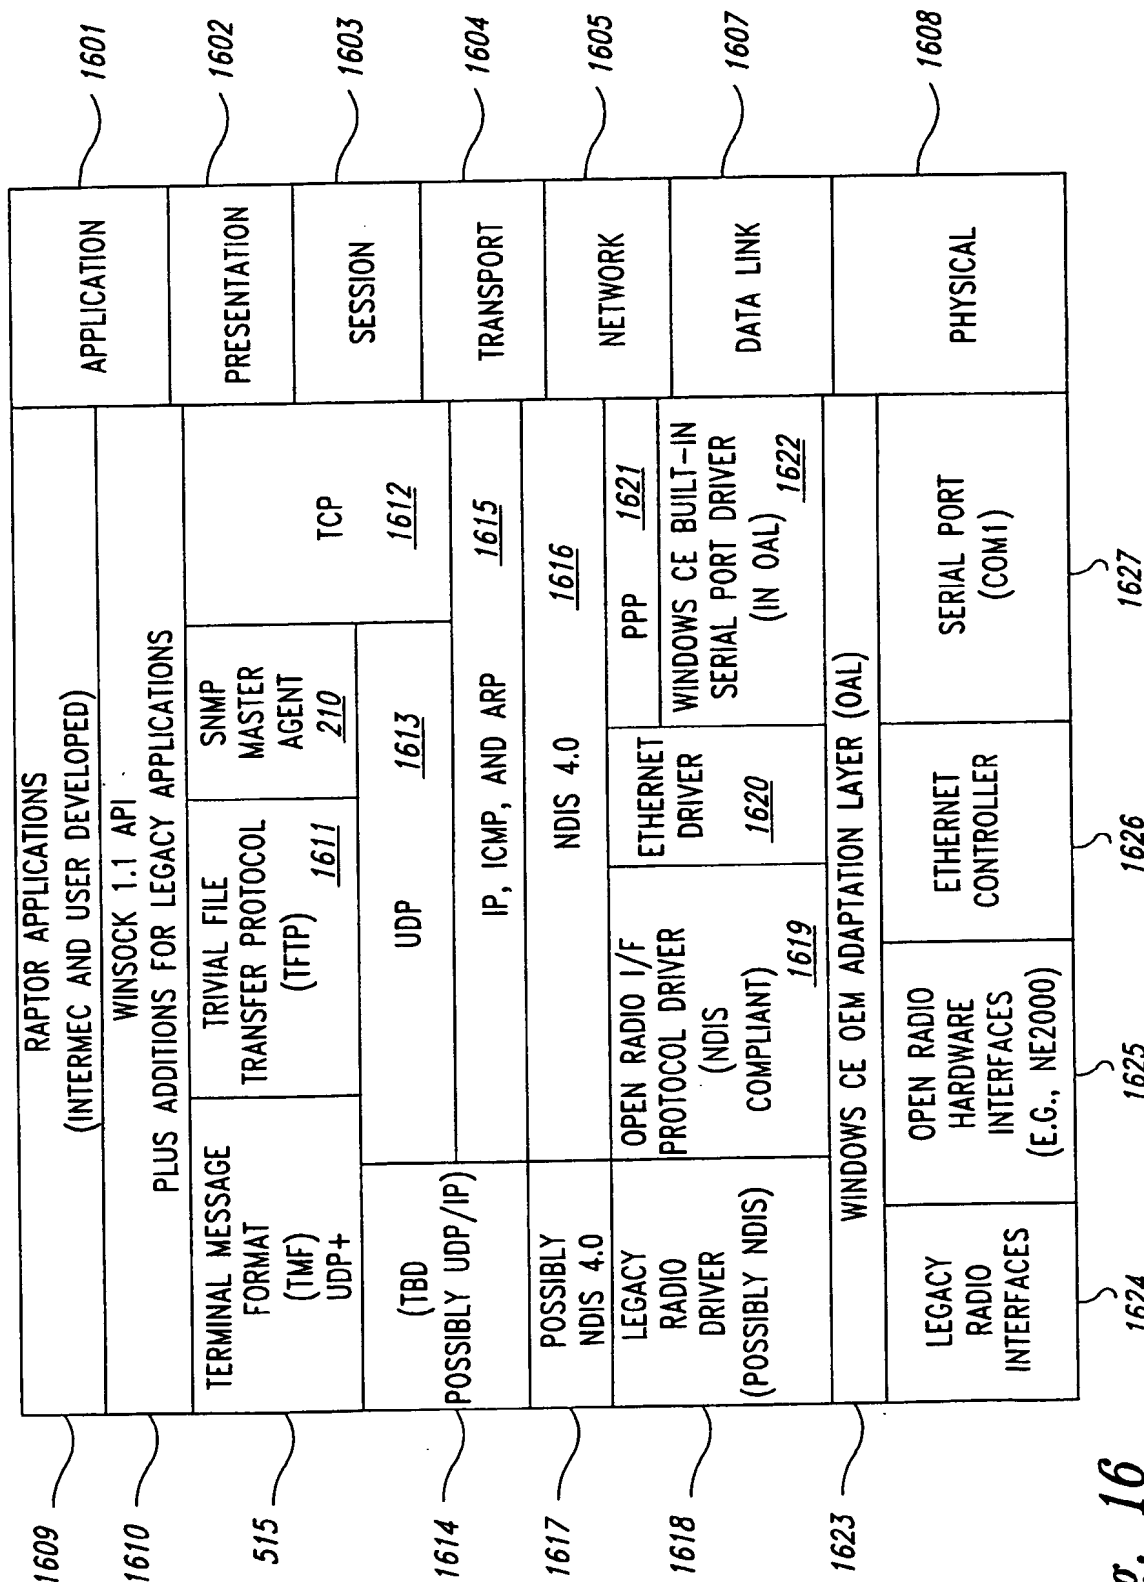 1609
RAPTOR APPLICATIONS
(INTERMEC AND USER DEVELOPED)
APPLICATION
1601
1610
WINSOCK 1.1 API
PLUS ADDITIONS FOR LEGACY APPLICATIONS
PRESENTATION
1602
515
TERMINAL MESSAGE
FORMAT
(TMF)
UDP+
TRIVIAL FILE
TRANSFER PROTOCOL
(TFTP)
1611
SNMP
MASTER
AGENT
210
TCP
1612
SESSION
1603
1614
(TBD
POSSIBLY UDP/IP)
UDP
1613
TRANSPORT
1604
IP, ICMP, AND ARP
1615
1617
POSSIBLY
NDIS 4.0
NDIS 4.0
1616
NETWORK
1605
1618
LEGACY
RADIO
DRIVER
(POSSIBLY NDIS)
OPEN RADIO I/F
PROTOCOL DRIVER
(NDIS
COMPLIANT)
1619
ETHERNET
DRIVER
1620
PPP
1621
WINDOWS CE BUILT-IN
SERIAL PORT DRIVER
(IN OAL)
1622
DATA LINK
1607
1623
WINDOWS CE OEM ADAPTATION LAYER (OAL)
LEGACY
RADIO
INTERFACES
OPEN RADIO
HARDWARE
INTERFACES
(E.G., NE2000)
ETHERNET
CONTROLLER
SERIAL PORT
(COM1)
PHYSICAL
1608
1624
1625
1626
1627
16